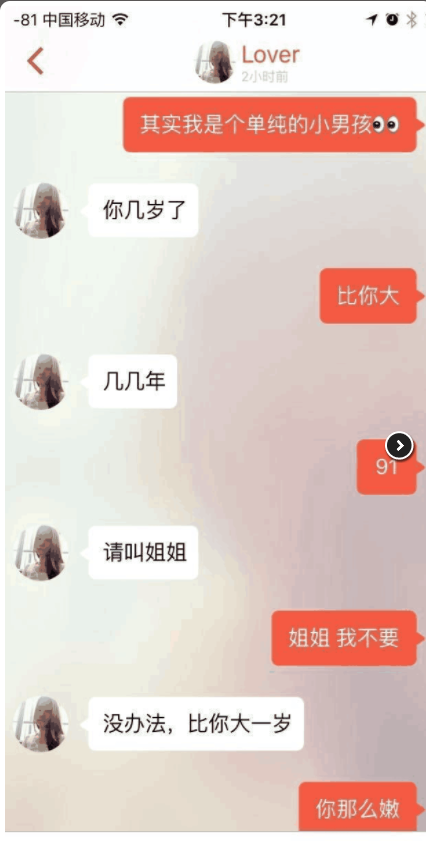 -81 中国移动 下午3:21
Lover
2小时前
其实我是个单纯的小男孩👀
你几岁了
比你大
几几年
91
请叫姐姐
姐姐 我不要
没办法，比你大一岁
你那么嫩